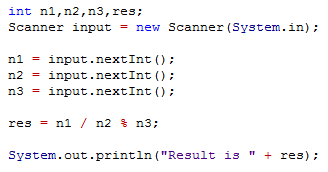 int n1,n2,n3,res;
Scanner input = new Scanner(System.in);
n1 = input.nextInt();
n2 = input.nextInt();
n3 = input.nextInt();
res = n1 / n2 % n3;
System.out.println("Result is " + res);